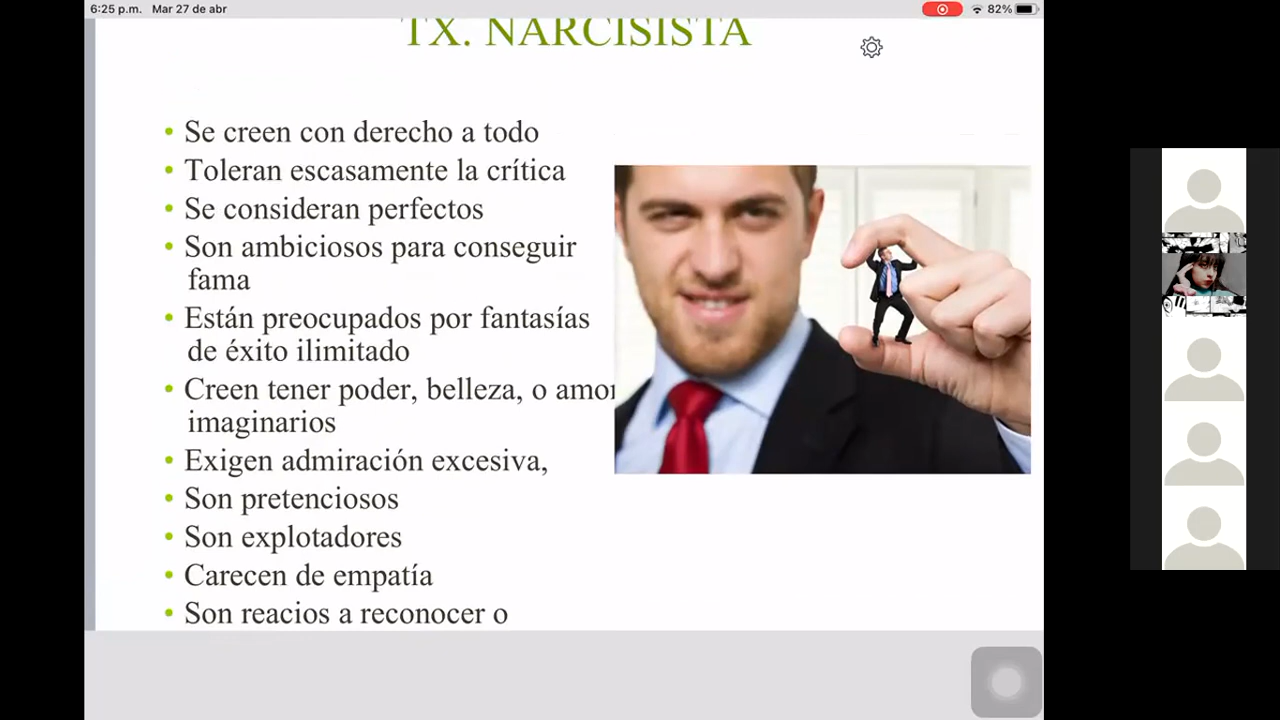 6:25 p.m. Mar 27 de abr
82%
TX. NARCISISTA
• Se creen con derecho a todo
• Toleran escasamente la crítica
• Se consideran perfectos
• Son ambiciosos para conseguir
fama
• Están preocupados por fantasías
de éxito ilimitado
• Creen tener poder, belleza, o amor
imaginarios
• Exigen admiración excesiva,
• Son pretenciosos
• Son explotadores
• Carecen de empatía
• Son reacios a reconocer o